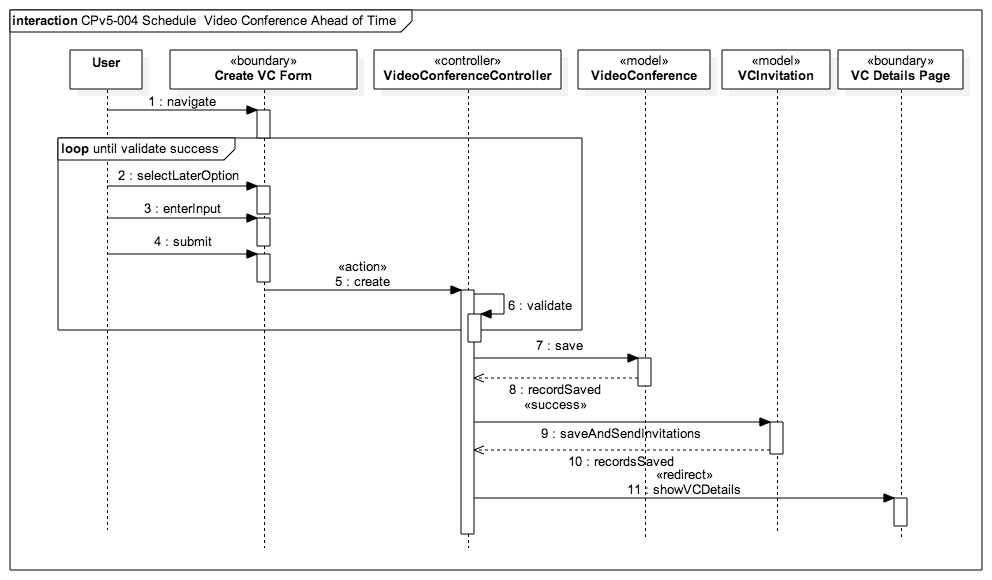 interaction CPv5-004 Schedule  Video Conference Ahead of Time
User
«boundary»
Create VC Form
«controller»
VideoConferenceController
«model»
VideoConference
«model»
VCInvitation
«boundary»
VC Details Page
1 : navigate
loop until validate success
2 : selectLaterOption
3 : enterInput
4 : submit
«action»
5 : create
6 : validate
7 : save
8 : recordSaved
«success»
9 : saveAndSendInvitations
10 : recordsSaved
«redirect»
11 : showVCDetails